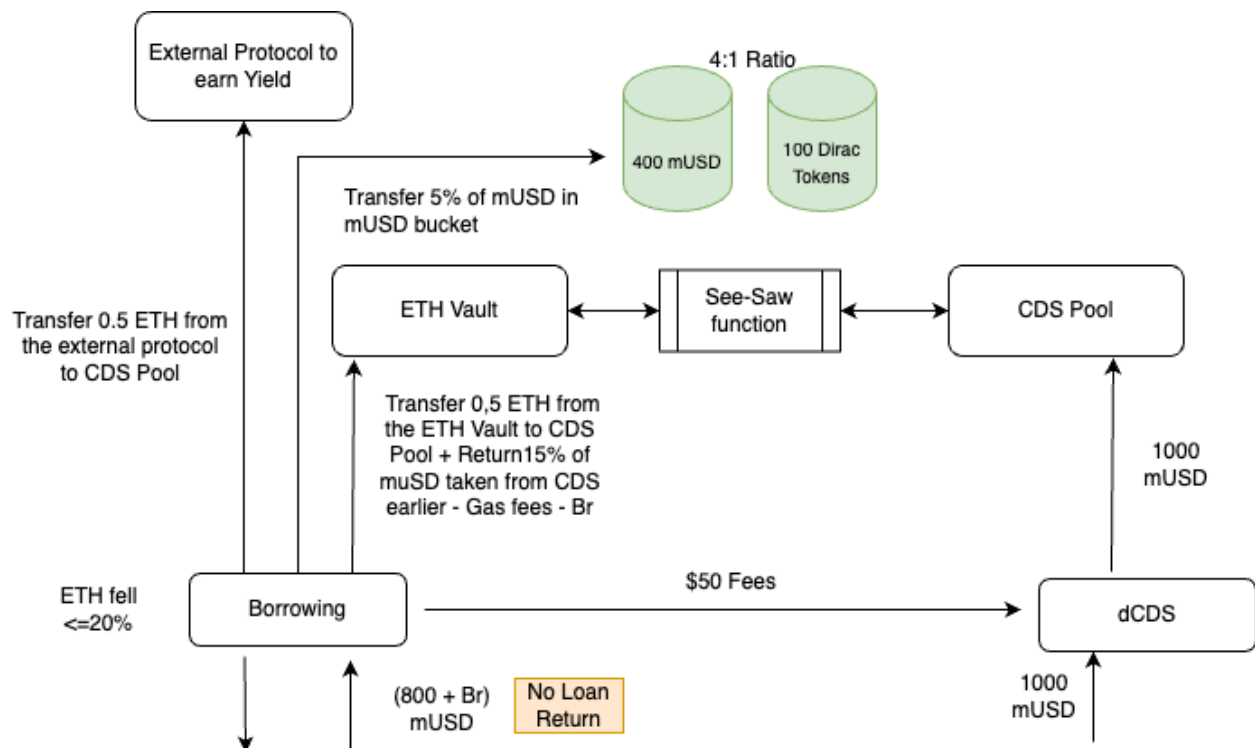 External Protocol to
earn Yield
4:1 Ratio
400 mUSD
100 Dirac
Tokens
Transfer 5% of mUSD in
mUSD bucket
ETH Vault
See-Saw
function
CDS Pool
Transfer 0.5 ETH from
the external protocol
to CDS Pool
Transfer 0,5 ETH from
the ETH Vault to CDS
Pool + Return15% of
muSD taken from CDS
earlier - Gas fees - Br
1000
mUSD
ETH fell
<=20%
Borrowing
$50 Fees
dCDS
(800 + Br)
mUSD
No Loan
Return
1000
mUSD